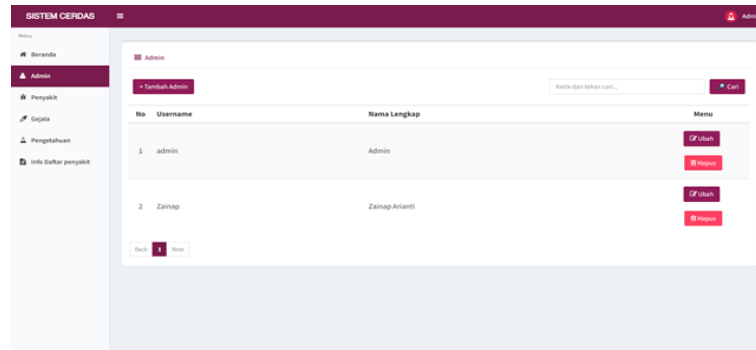 SISTEM CERDAS
Admi
Menu
Beranda
Admin
Penyakit
Gejala
Pengetahuan
Info Daftar penyakit
Admin
+ Tambah Admin
Ketik dan tekan cari...
Cari
No Username Nama Lengkap Menu
1 admin Admin
Ubah
Hapus
2 Zainap Zainap Arianti
Ubah
Hapus
Back 1 Next